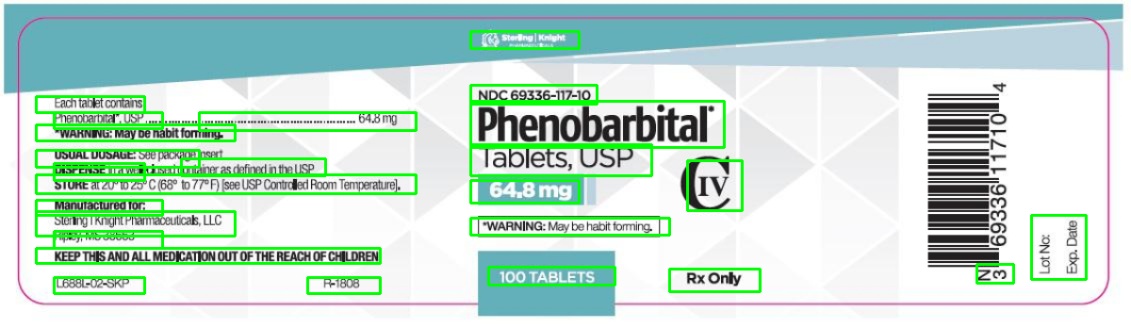 Each tablet contains
Phenobarbital*, USP ........ 64.8 mg
*WARNING: May be habit forming.
USUAL DOSAGE: See package insert
DISPENSE in a well-closed container as defined in the USP
STORE at 20° to 25° C (68° to 77° F) [see USP Controlled Room Temperature].
Manufactured for:
Sterling | Knight Pharmaceuticals, LLC
KEEP THIS AND ALL MEDICATION OUT OF THE REACH OF CHILDREN
L688L-02-SKP
R-1808
Sterling | Knight
NDC 69336-117-10
Phenobarbital*
Tablets, USP
64.8 mg
CIV
*WARNING: May be habit forming.
100 TABLETS
Rx Only
N
3 69336 11710 4
Lot No:
Exp. Date